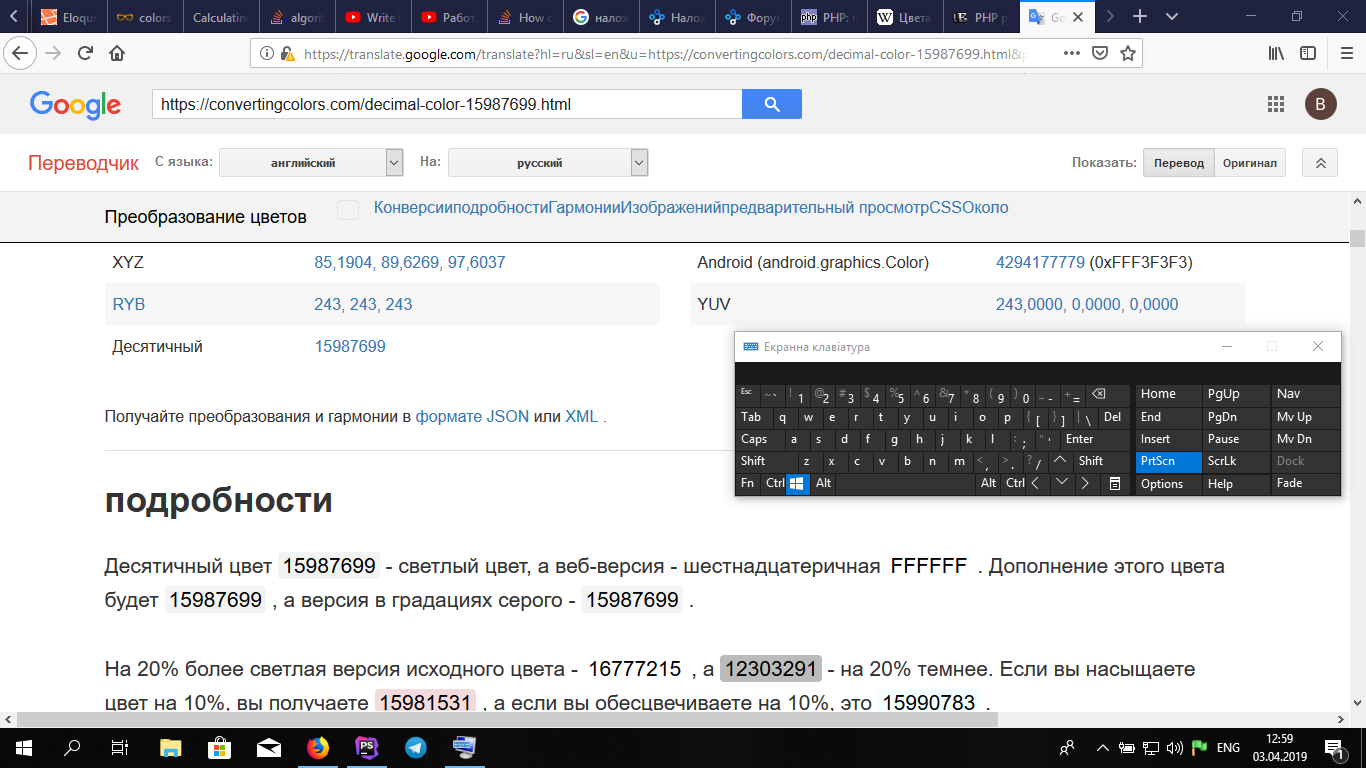 Eloque
colors
Calculatin
algorit
Write t
Работа
How c
налож
Налож
Форум
PHP: i
Цвета
PHP p
Go
https://translate.google.com/translate?hl=ru&sl=en&u=https://convertingcolors.com/decimal-color-15987699.html&
Google
https://convertingcolors.com/decimal-color-15987699.html
B
Переводчик С языка: английский На: русский Показать: Перевод Оригинал
Преобразование цветов КонверсииподробностиГармонииИзображенийпредварительный просмотрCSSОколо
XYZ 85,1904, 89,6269, 97,6037 Android (android.graphics.Color) 4294177779 (0xFFF3F3F3)
RYB 243, 243, 243 YUV 243,0000, 0,0000, 0,0000
Десятичный 15987699
Екранна клавіатура
Esc ~ ` ! 1 @ 2 # 3 $ 4 % 5 ^ 6 & 7 * 8 ( 9 ) 0 _ - + = Home PgUp Nav
Tab q w e r t y u i o p { [ } ] | \ Del End PgDn Mv Up
Caps a s d f g h j k l : ; " ' Enter Insert Pause Mv Dn
Shift z x c v b n m < , > . ? / Shift PrtScn ScrLk Dock
Fn Ctrl Alt Alt Ctrl Options Help Fade
Получайте преобразования и гармонии в формате JSON или XML .
подробности
Десятичный цвет 15987699 - светлый цвет, а веб-версия - шестнадцатеричная FFFFFF . Дополнение этого цвета
будет 15987699 , а версия в градациях серого - 15987699 .
На 20% более светлая версия исходного цвета - 16777215 , а 12303291 - на 20% темнее. Если вы насыщаете
цвет на 10%, вы получаете 15981531 , а если вы обесцвечиваете на 10%, это 15990783 .
PS
ENG
12:59
03.04.2019
1